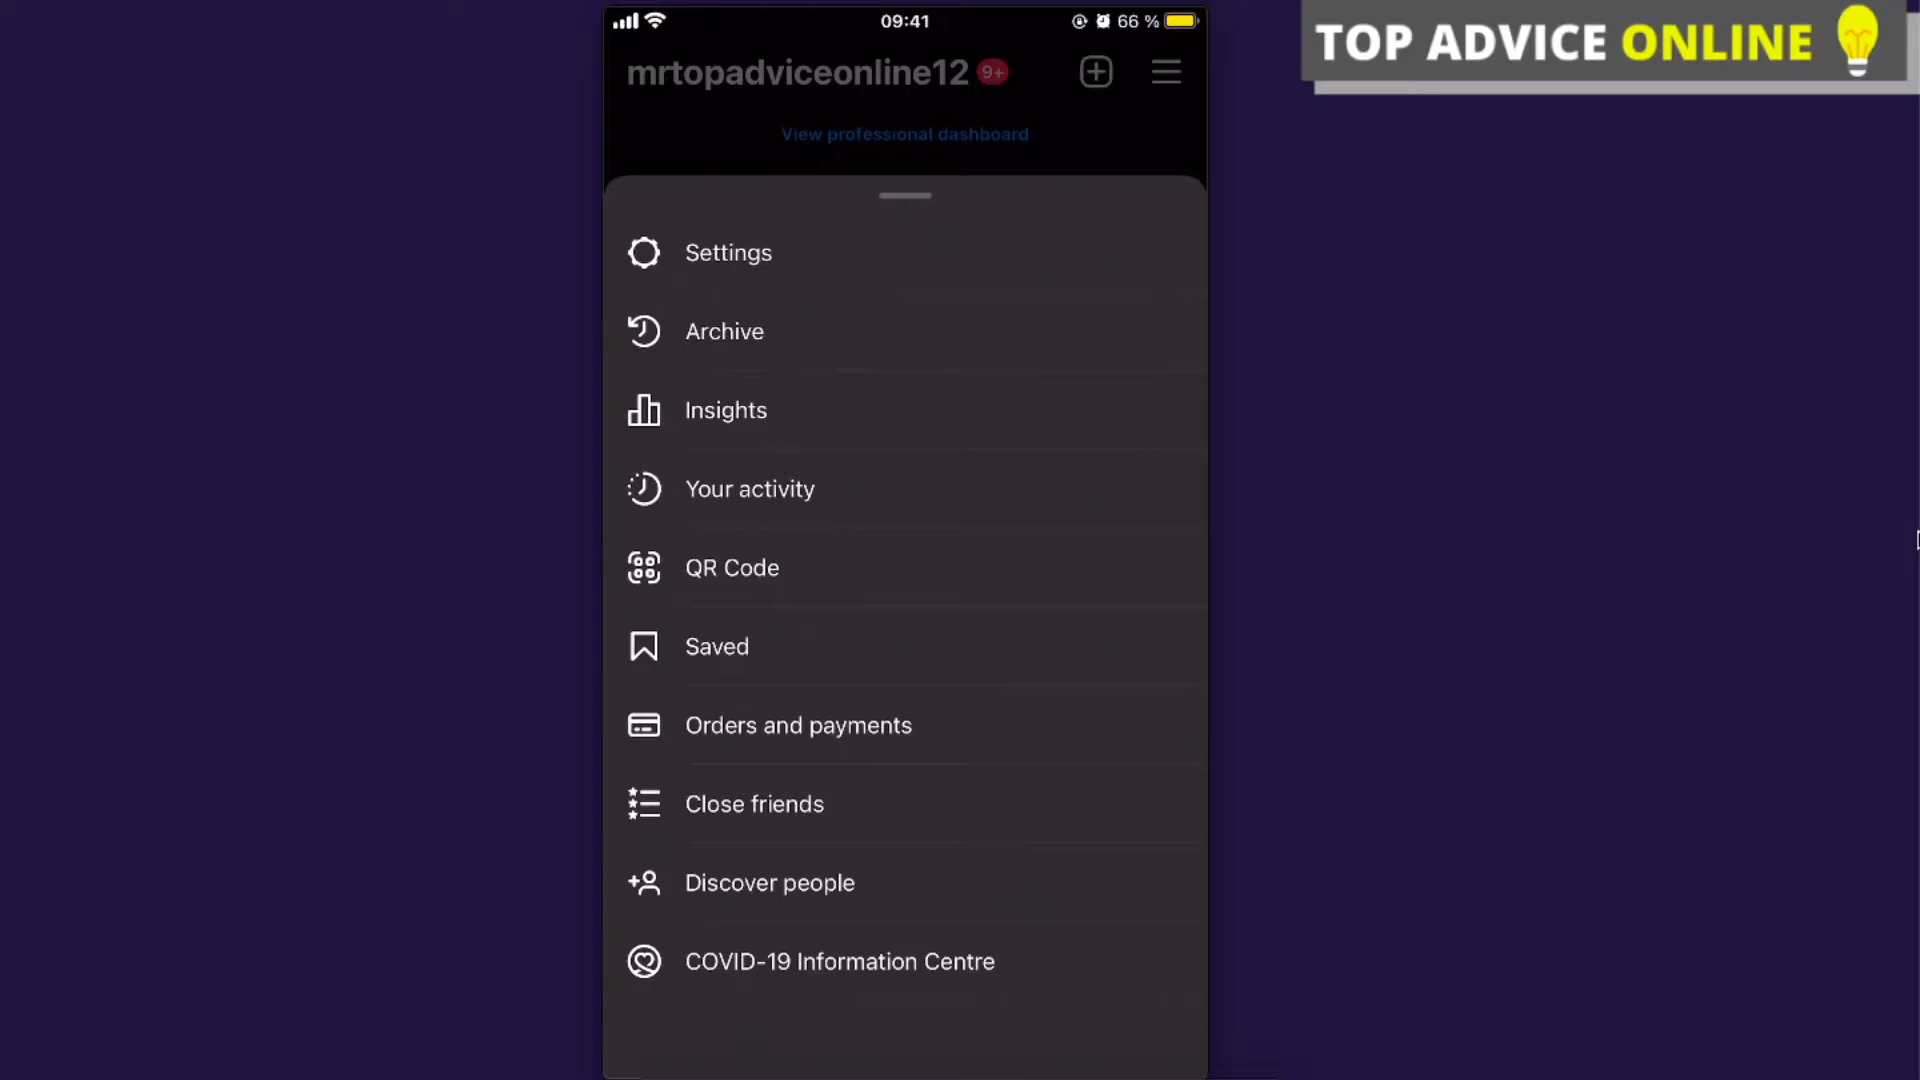 09:41
66 %
TOP ADVICE ONLINE
mrtopadviceonline12 9+
View professional dashboard
Settings
Archive
Insights
Your activity
QR Code
Saved
Orders and payments
Close friends
Discover people
COVID-19 Information Centre